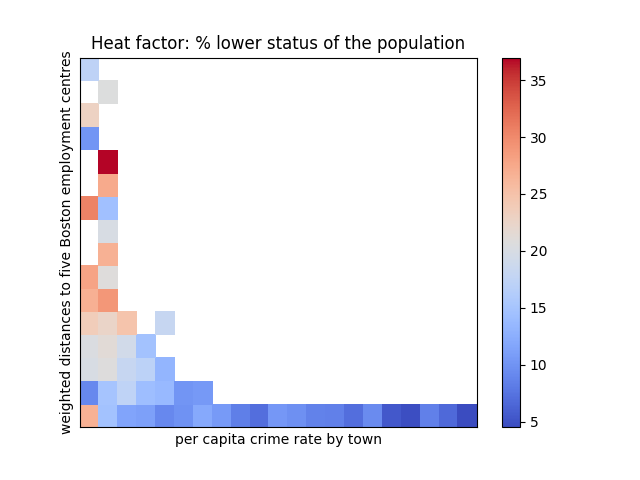 Heat factor: % lower status of the population
weighted distances to five Boston employment centres
per capita crime rate by town
35
30
25
20
15
10
5